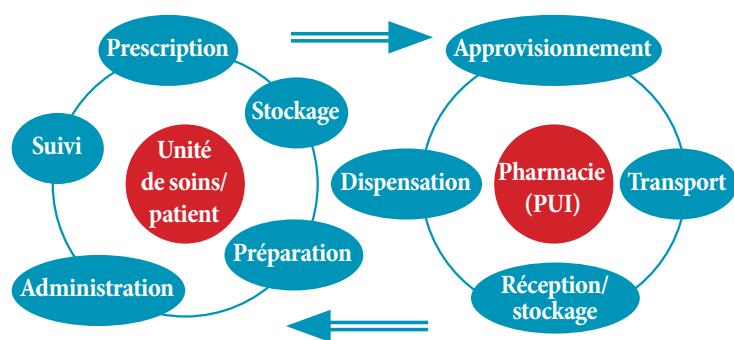 Prescription
Stockage
Suivi
Unité
de soins/
patient
Préparation
Administration
Approvisionnement
Dispensation
Pharmacie
(PUI)
Transport
Réception/
stockage